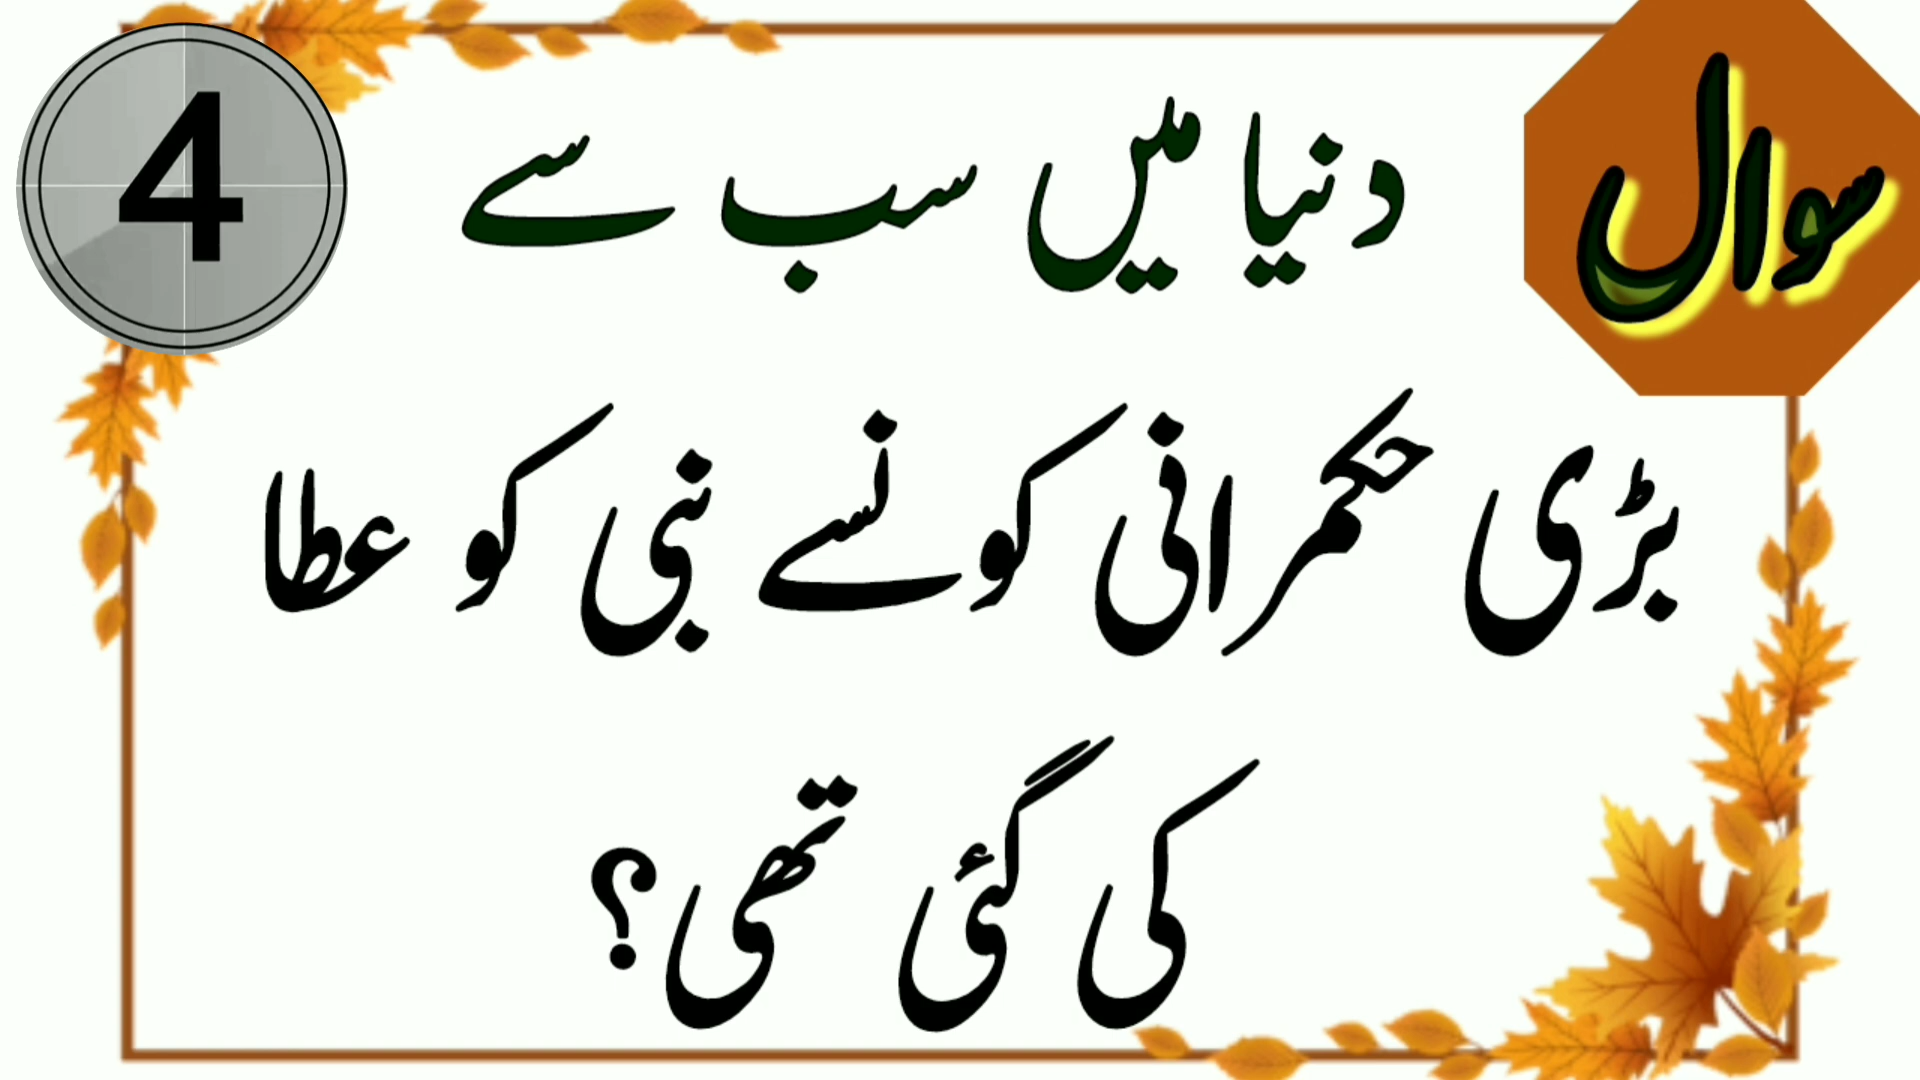 سوال
4
دنیا میں سب سے
بڑی حکمرانی کونسے نبی کو عطا
کی گئی تھی؟